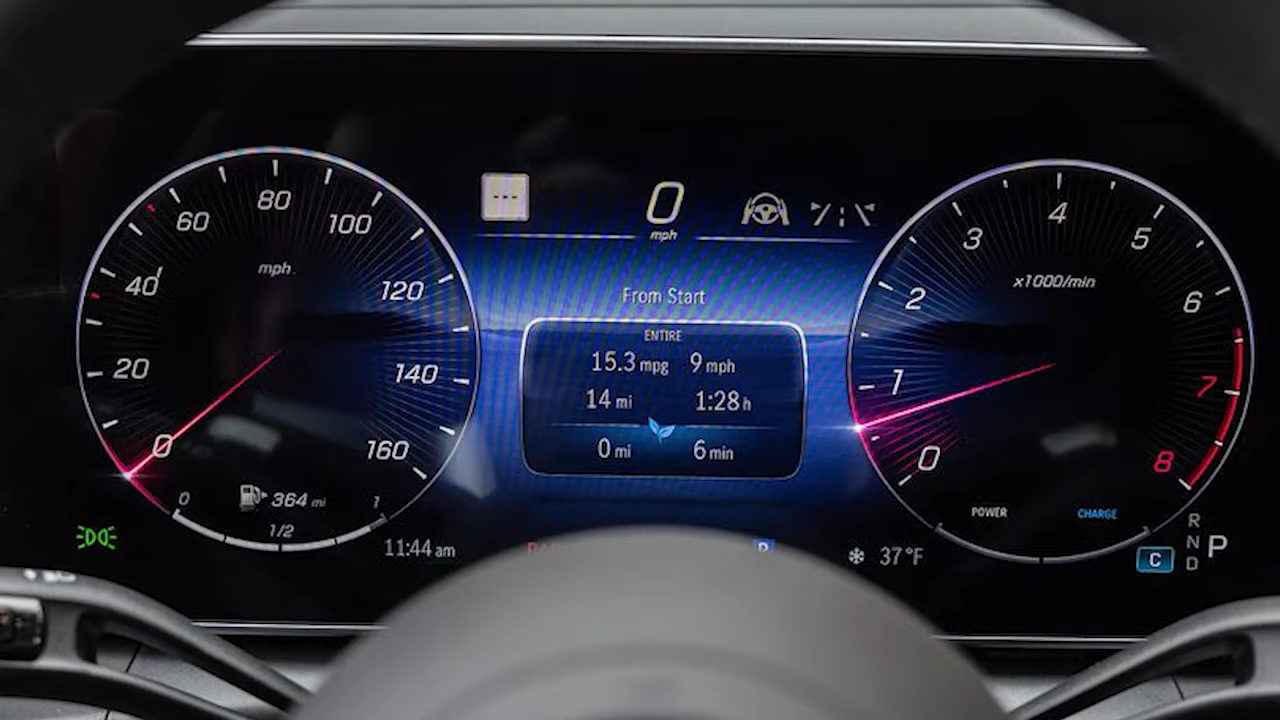 80
60
100
mph
40
120
20
140
0
160
0
364 mi
1
1/2
11:44 am
0
mph
From Start
ENTIRE
15.3 mpg 9 mph
14 mi 1:28 h
0 mi 6 min
4
3
5
x1000/min
2
6
1
7
0
8
POWER CHARGE
37°F
C
R
N
D
P